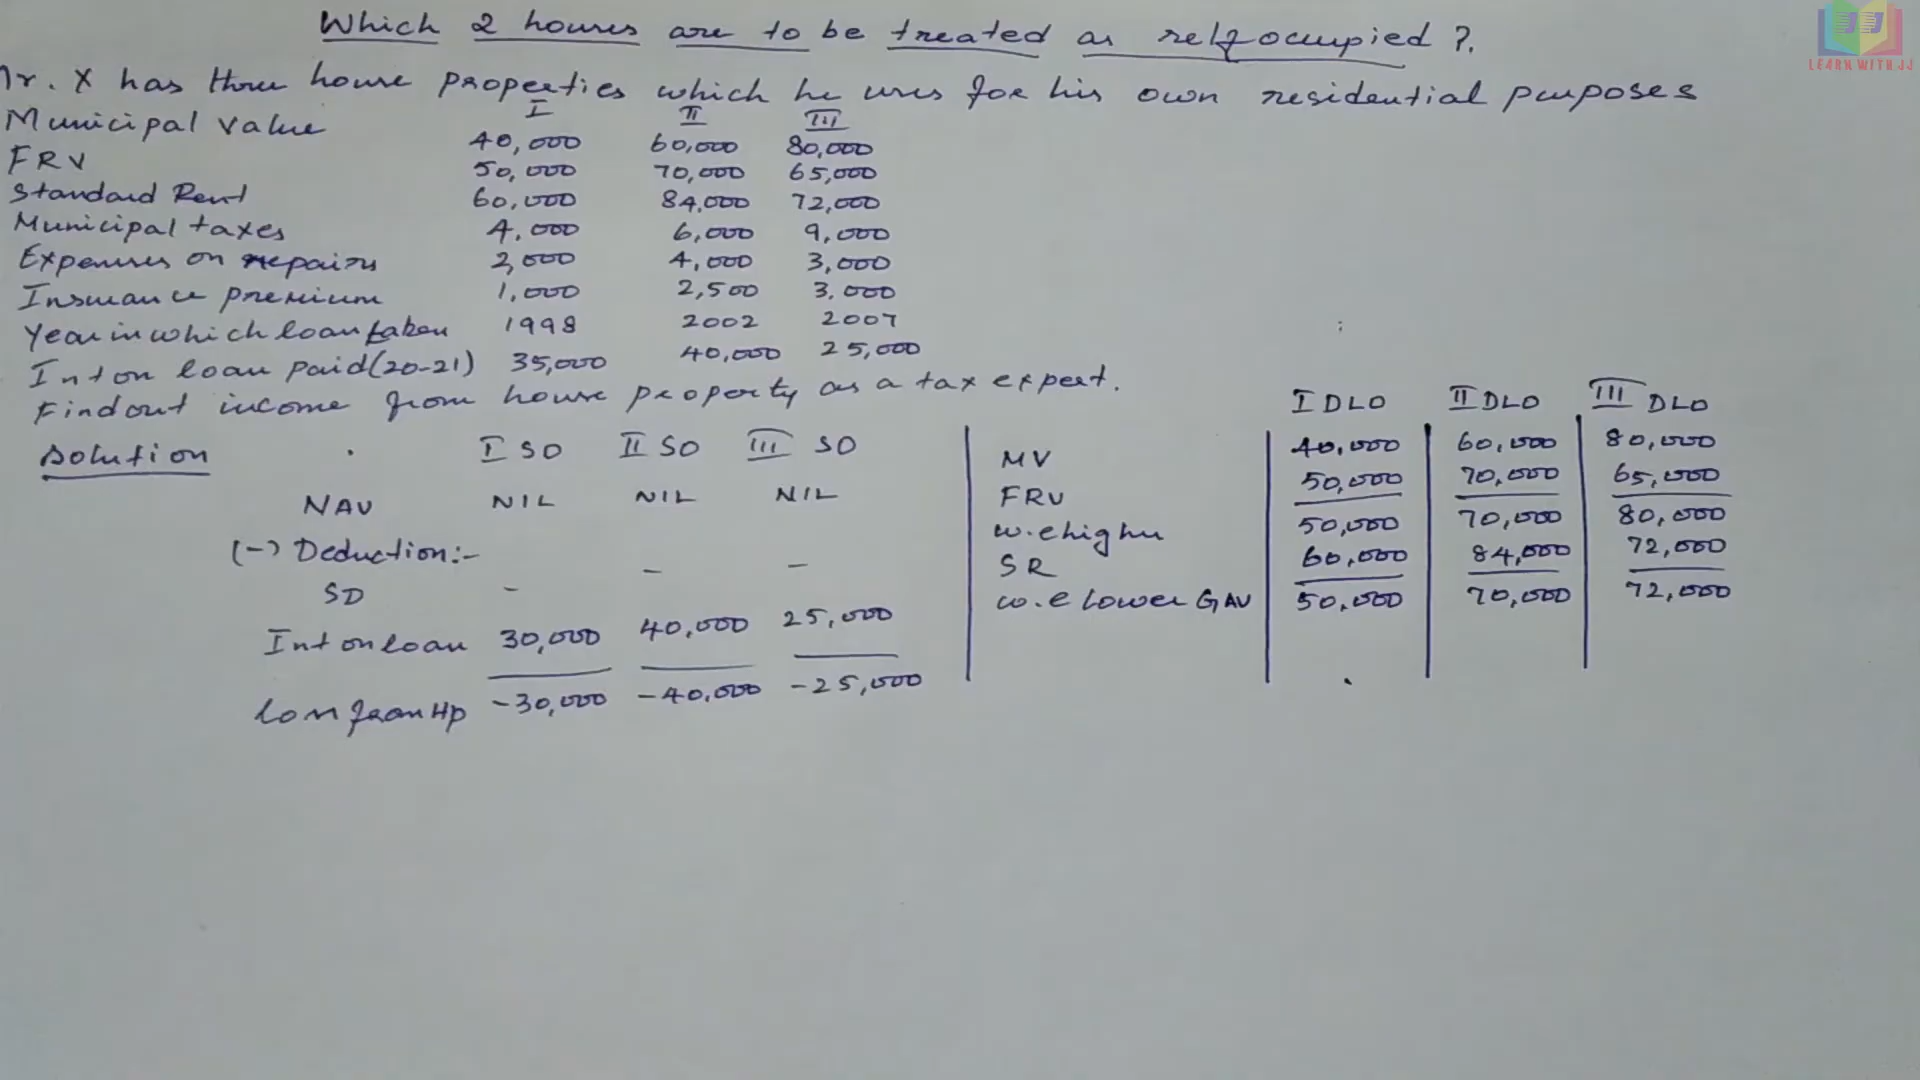 Which 2 houses are to be treated as selfoccupied ?.
LEARN WITH JJ
Mr. X has three house properties which he uses for his own residential purposes
I II III
Municipal value 40,000 60,000 80,000
FRV 50,000 70,000 65,000
Standard Rent 60,000 84,000 72,000
Municipal taxes 4,000 6,000 9,000
Expenses on repairs 2,000 4,000 3,000
Insurance premium 1,000 2,500 3,000
Year in which loan taken 1998 2002 2007
Int on loan paid (20-21) 35,000 40,000 25,000
Find out income from house property as a tax expert.
Solution I SO II SO III SO
NAV NIL NIL NIL
(-) Deduction:-
SD - - -
Int on loan 30,000 40,000 25,000
Loss from HP -30,000 -40,000 -25,000
I DLO II DLO III DLO
MV 40,000 60,000 80,000
FRV 50,000 70,000 65,000
w.e higher 50,000 70,000 80,000
SR 60,000 84,000 72,000
w.e Lower GAV 50,000 70,000 72,000